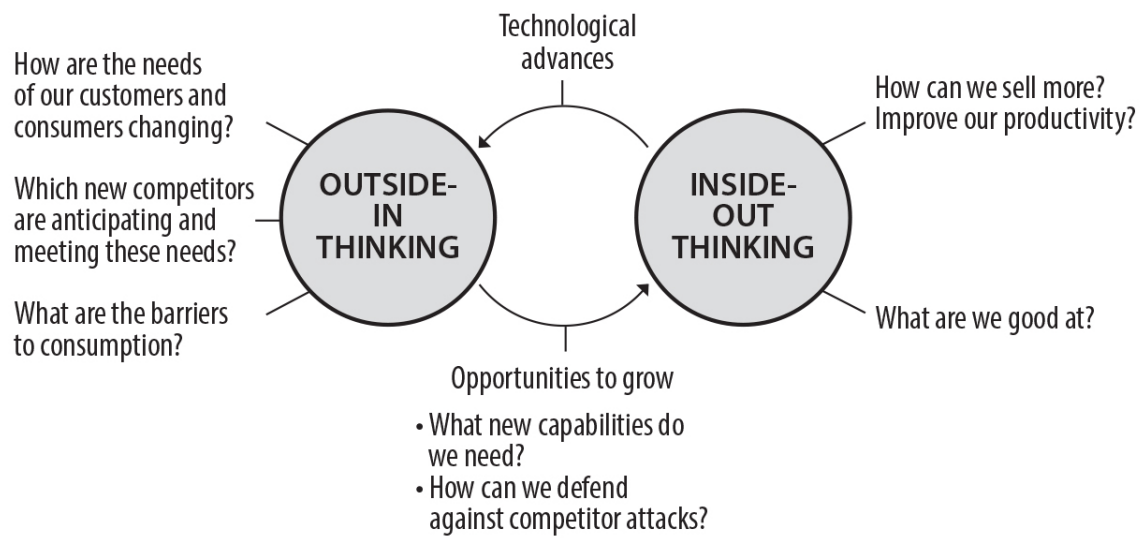 Technological
advances
How are the needs
of our customers and
consumers changing?
Which new competitors
are anticipating and
meeting these needs?
What are the barriers
to consumption?
OUTSIDE-
IN
THINKING
INSIDE-
OUT
THINKING
How can we sell more?
Improve our productivity?
What are we good at?
Opportunities to grow
• What new capabilities do
we need?
• How can we defend
against competitor attacks?